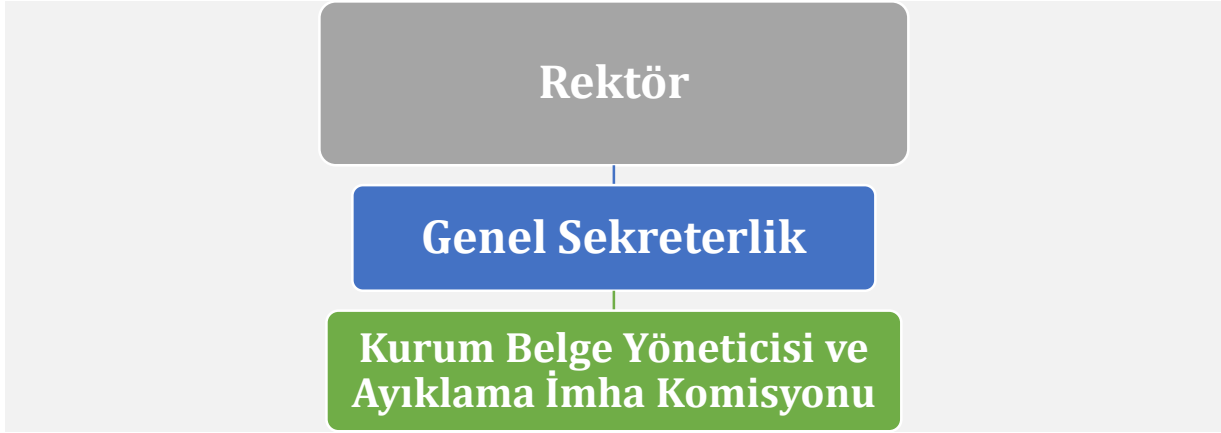 Rektör
Genel Sekreterlik
Kurum Belge Yöneticisi ve
Ayıklama İmha Komisyonu